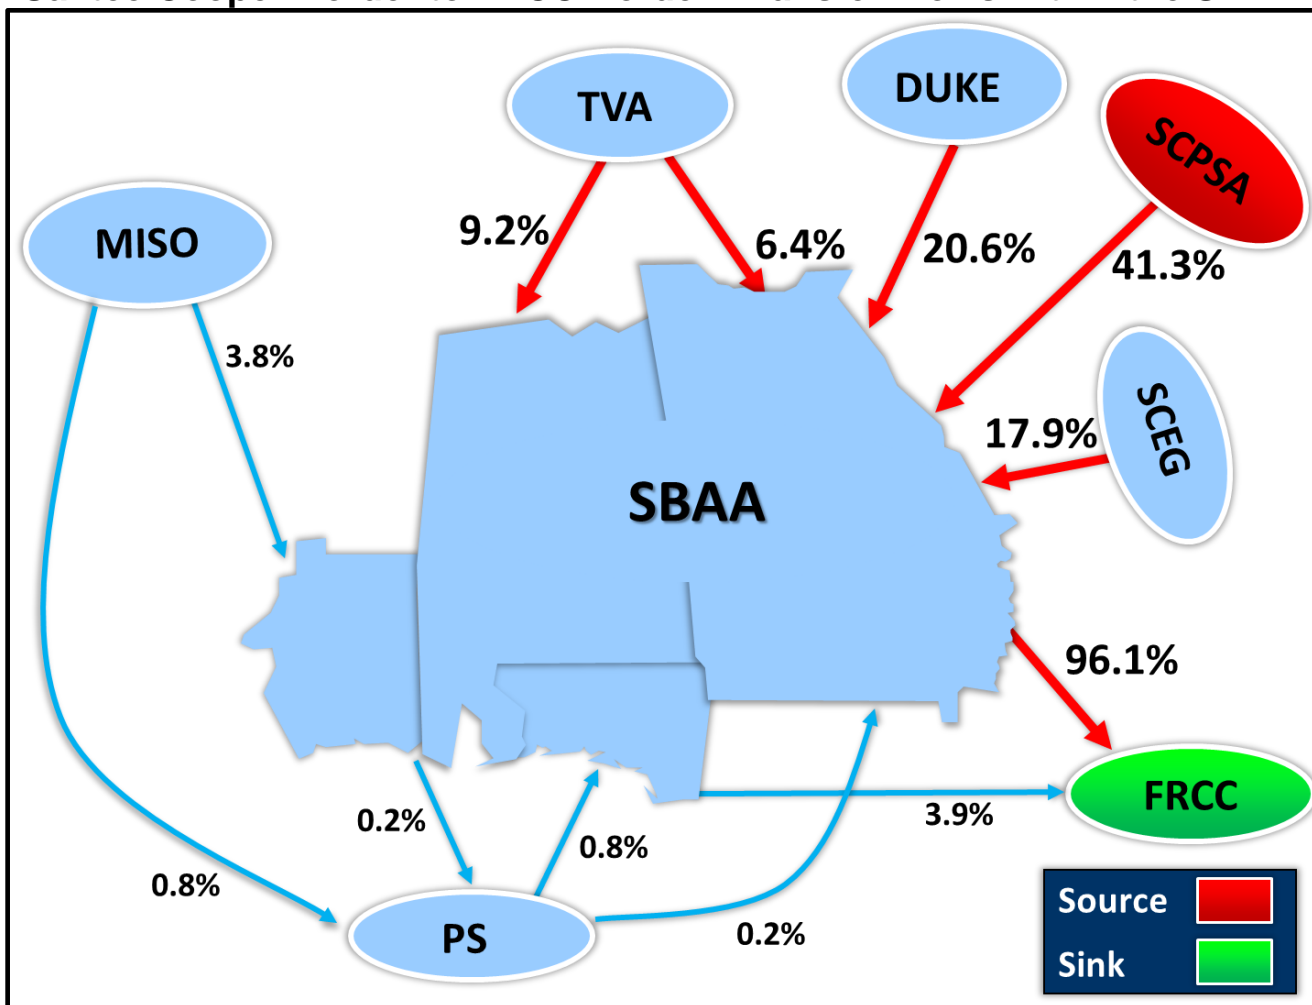 TVA
DUKE
SCPSA
MISO
9.2%
6.4%
20.6%
41.3%
3.8%
SCEG
17.9%
SBAA
96.1%
FRCC
0.2%
0.8%
3.9%
0.8%
0.2%
PS
Source
Sink